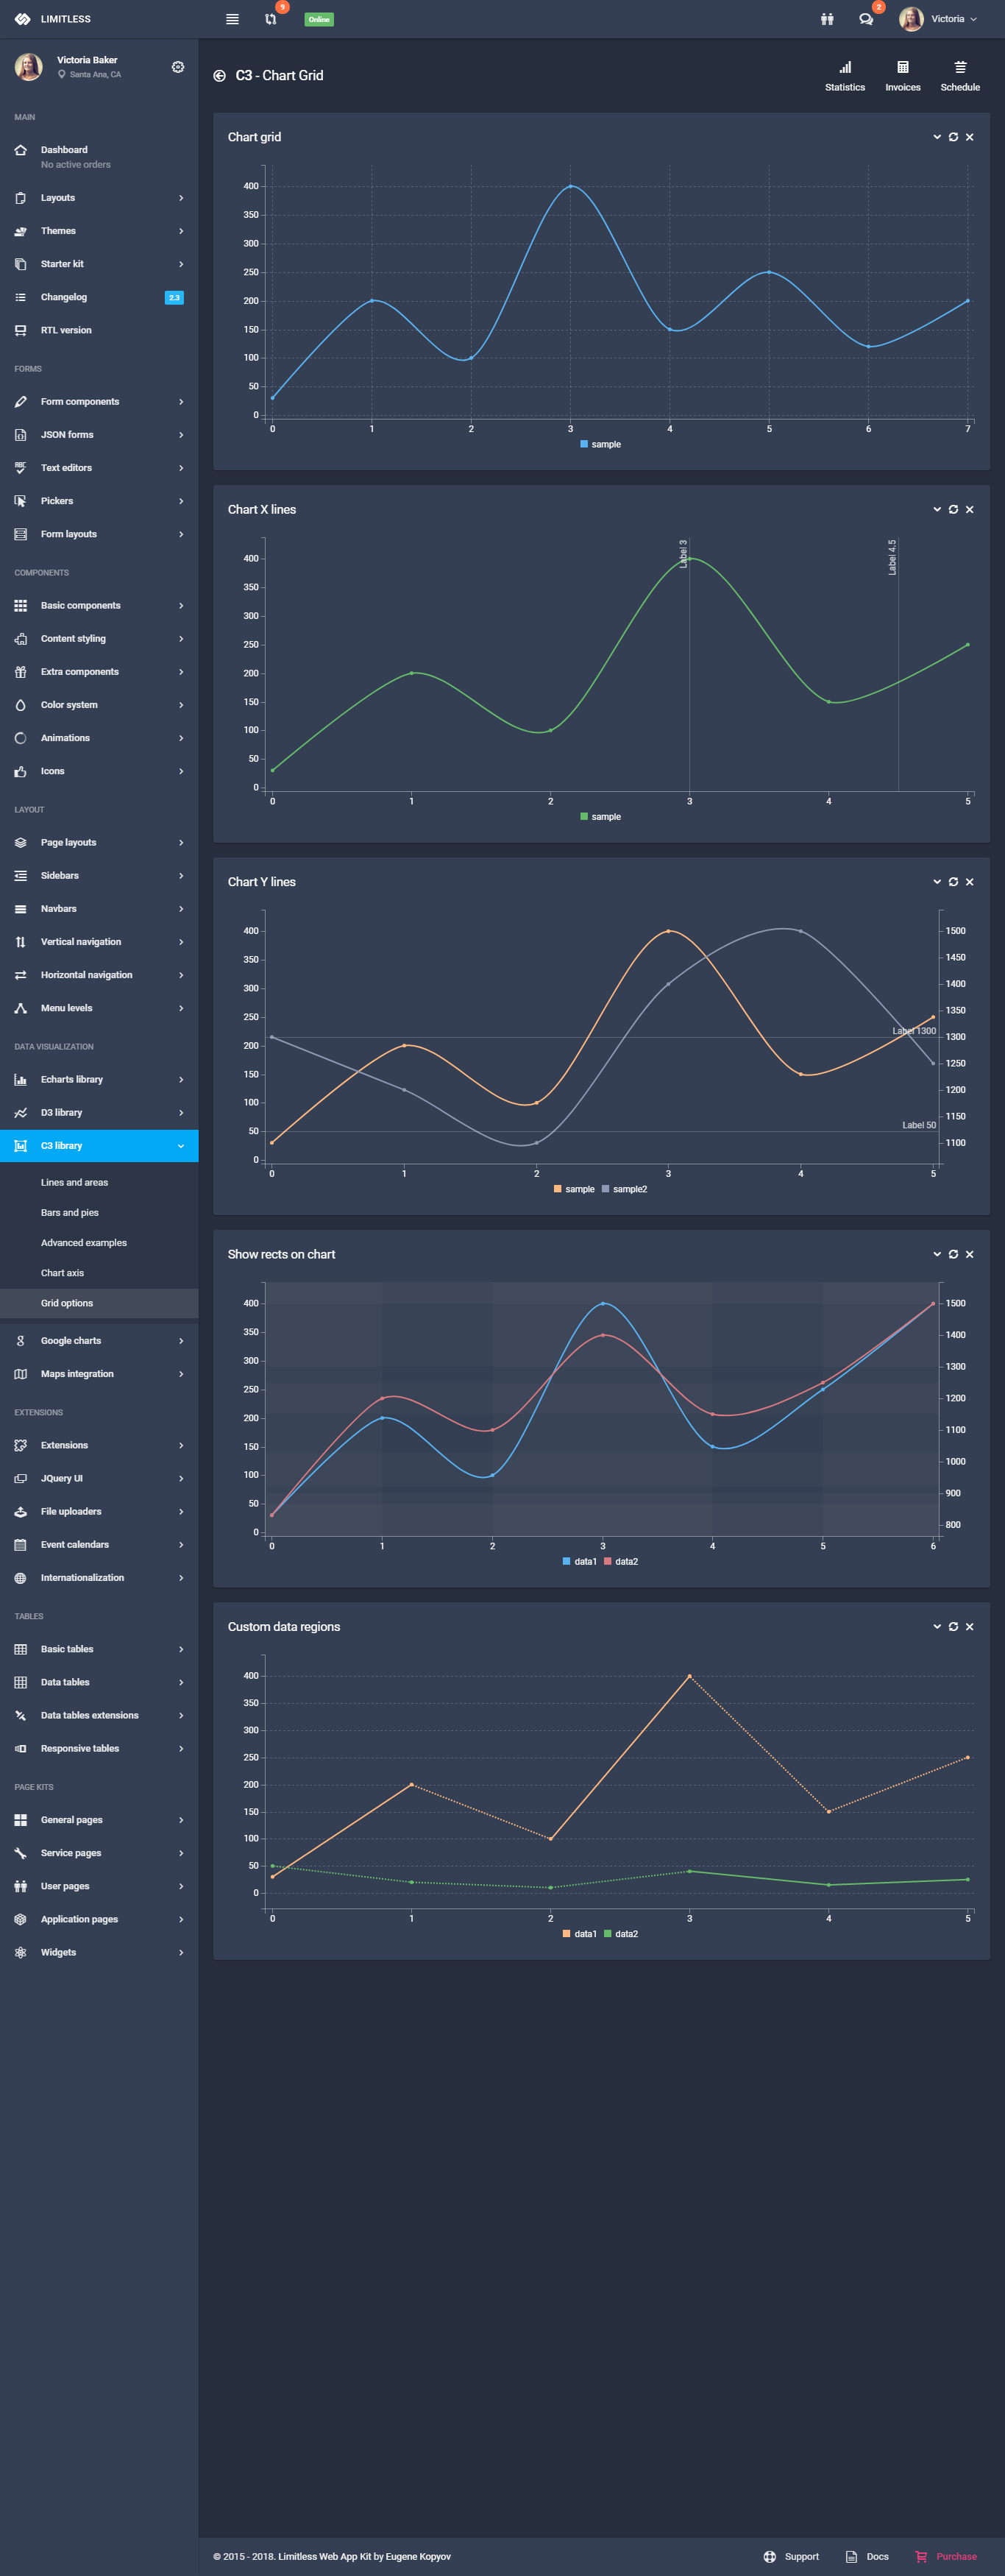 LIMITLESS
9
Online
2
Victoria
Victoria Baker
Santa Ana, CA
MAIN
Dashboard
No active orders
Layouts
Themes
Starter kit
Changelog
2.3
RTL version
FORMS
Form components
JSON forms
Text editors
Pickers
Form layouts
COMPONENTS
Basic components
Content styling
Extra components
Color system
Animations
Icons
LAYOUT
Page layouts
Sidebars
Navbars
Vertical navigation
Horizontal navigation
Menu levels
DATA VISUALIZATION
Echarts library
D3 library
C3 library
Lines and areas
Bars and pies
Advanced examples
Chart axis
Grid options
Google charts
Maps integration
EXTENSIONS
Extensions
JQuery UI
File uploaders
Event calendars
Internationalization
TABLES
Basic tables
Data tables
Data tables extensions
Responsive tables
PAGE KITS
General pages
Service pages
User pages
Application pages
Widgets
C3 - Chart Grid
Statistics
Invoices
Schedule
Chart grid
400
350
300
250
200
150
100
50
0
0 1 2 3 4 5 6 7
sample
Chart X lines
Label 3
Label 4.5
400
350
300
250
200
150
100
50
0
0 1 2 3 4 5
sample
Chart Y lines
400
350
300
250
200
150
100
50
0
1500
1450
1400
1350
1300
1250
1200
1150
1100
Label 1300
Label 50
0 1 2 3 4 5
sample sample2
Show rects on chart
400
350
300
250
200
150
100
50
0
1500
1400
1300
1200
1100
1000
900
800
0 1 2 3 4 5 6
data1 data2
Custom data regions
400
350
300
250
200
150
100
50
0
0 1 2 3 4 5
data1 data2
© 2015 - 2018. Limitless Web App Kit by Eugene Kopyov
Support
Docs
Purchase